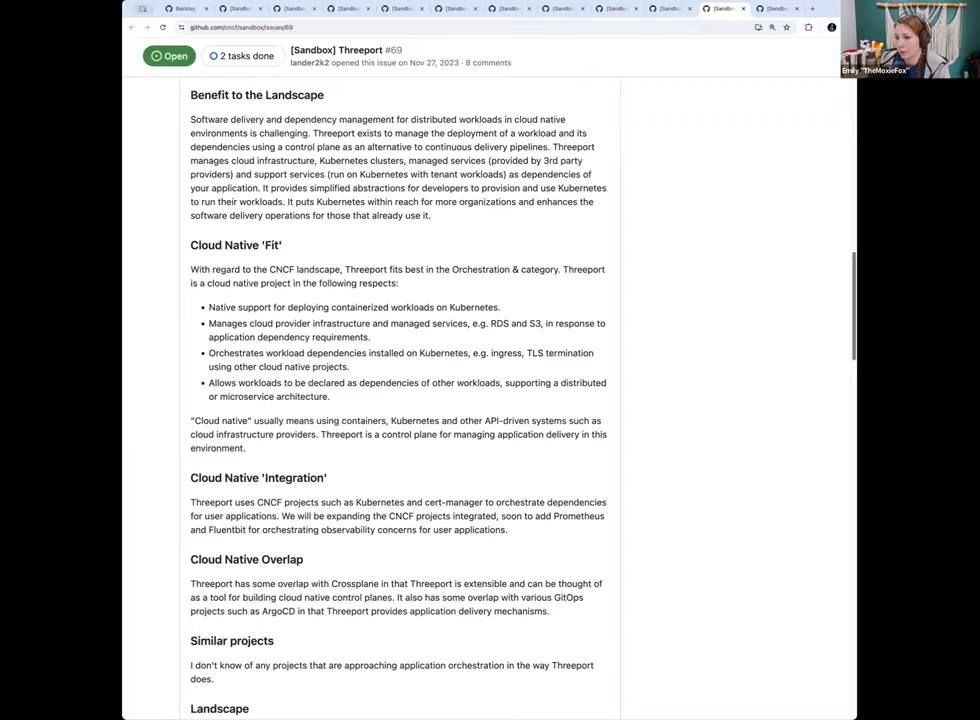 Backlog
[Sandbo
[Sandbo
[Sandbo
[Sandbo
[Sandbo
[Sandbo
[Sandbo
[Sandbo
[Sandbo
[Sandbo
[Sandbo
github.com/cncf/sandbox/issues/69
Emily "TheMoxieFox"
Open
2 tasks done
[Sandbox] Threeport #69
lander2k2 opened this issue on Nov 27, 2023 · 8 comments
Benefit to the Landscape
Software delivery and dependency management for distributed workloads in cloud native
environments is challenging. Threeport exists to manage the deployment of a workload and its
dependencies using a control plane as an alternative to continuous delivery pipelines. Threeport
manages cloud infrastructure, Kubernetes clusters, managed services (provided by 3rd party
providers) and support services (run on Kubernetes with tenant workloads) as dependencies of
your application. It provides simplified abstractions for developers to provision and use Kubernetes
to run their workloads. It puts Kubernetes within reach for more organizations and enhances the
software delivery operations for those that already use it.
Cloud Native 'Fit'
With regard to the CNCF landscape, Threeport fits best in the Orchestration & category. Threeport
is a cloud native project in the following respects:
• Native support for deploying containerized workloads on Kubernetes.
• Manages cloud provider infrastructure and managed services, e.g. RDS and S3, in response to
application dependency requirements.
• Orchestrates workload dependencies installed on Kubernetes, e.g. ingress, TLS termination
using other cloud native projects.
• Allows workloads to be declared as dependencies of other workloads, supporting a distributed
or microservice architecture.
"Cloud native" usually means using containers, Kubernetes and other API-driven systems such as
cloud infrastructure providers. Threeport is a control plane for managing application delivery in this
environment.
Cloud Native 'Integration'
Threeport uses CNCF projects such as Kubernetes and cert-manager to orchestrate dependencies
for user applications. We will be expanding the CNCF projects integrated, soon to add Prometheus
and Fluentbit for orchestrating observability concerns for user applications.
Cloud Native Overlap
Threeport has some overlap with Crossplane in that Threeport is extensible and can be thought of
as a tool for building cloud native control planes. It also has some overlap with various GitOps
projects such as ArgoCD in that Threeport provides application delivery mechanisms.
Similar projects
I don't know of any projects that are approaching application orchestration in the way Threeport
does.
Landscape